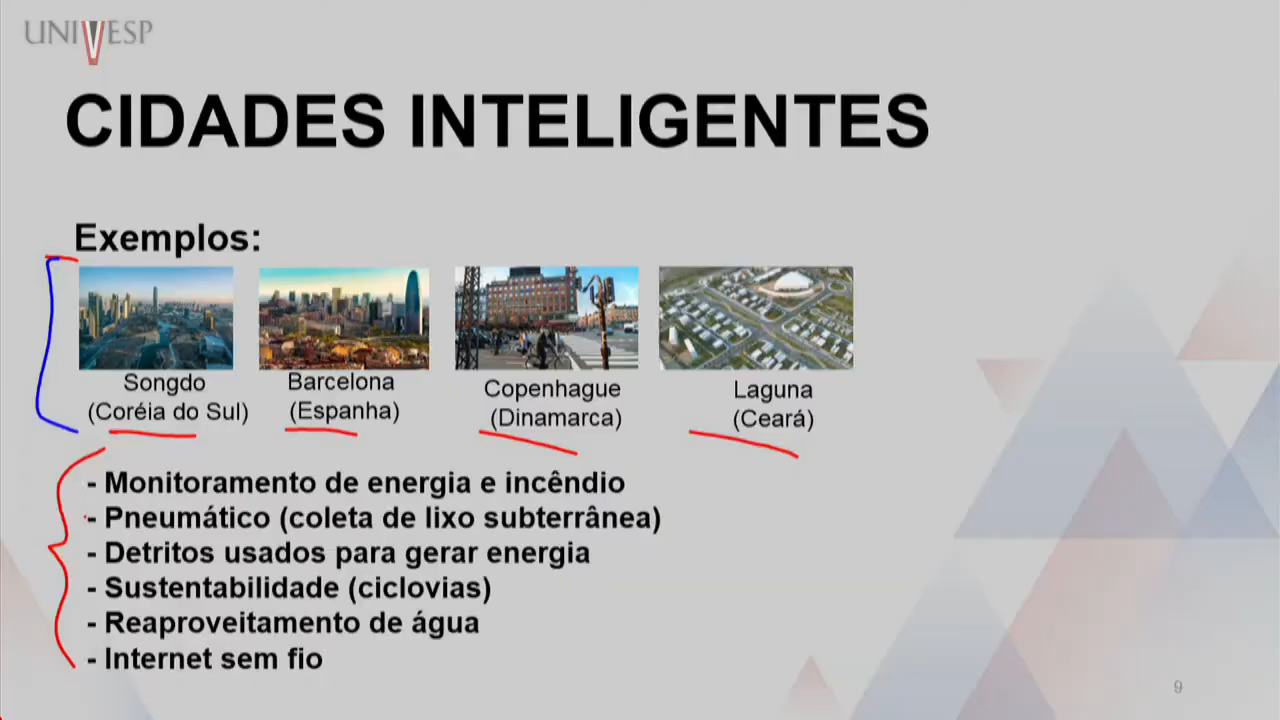 UNIVESP
CIDADES INTELIGENTES
Exemplos:
Songdo
(Coréia do Sul)
Barcelona
(Espanha)
Copenhague
(Dinamarca)
Laguna
(Ceará)
- Monitoramento de energia e incêndio
- Pneumático (coleta de lixo subterrânea)
- Detritos usados para gerar energia
- Sustentabilidade (ciclovias)
- Reaproveitamento de água
- Internet sem fio
9